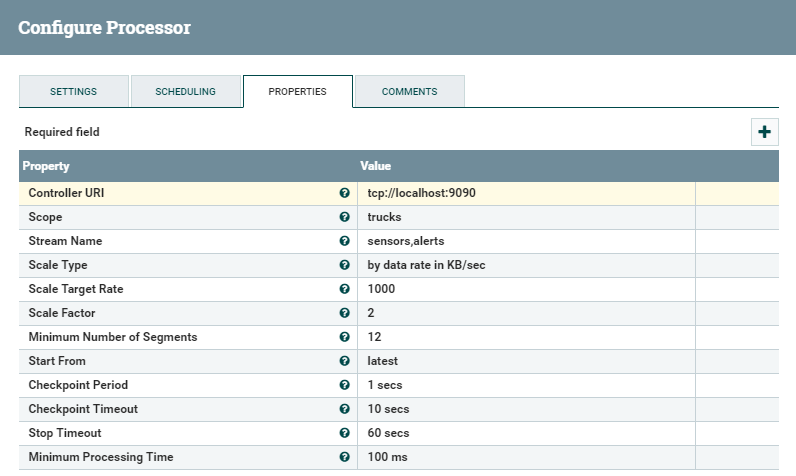 Configure Processor
SETTINGS SCHEDULING PROPERTIES COMMENTS
Required field
Property Value
Controller URI tcp://localhost:9090
Scope trucks
Stream Name sensors,alerts
Scale Type by data rate in KB/sec
Scale Target Rate 1000
Scale Factor 2
Minimum Number of Segments 12
Start From latest
Checkpoint Period 1 secs
Checkpoint Timeout 10 secs
Stop Timeout 60 secs
Minimum Processing Time 100 ms